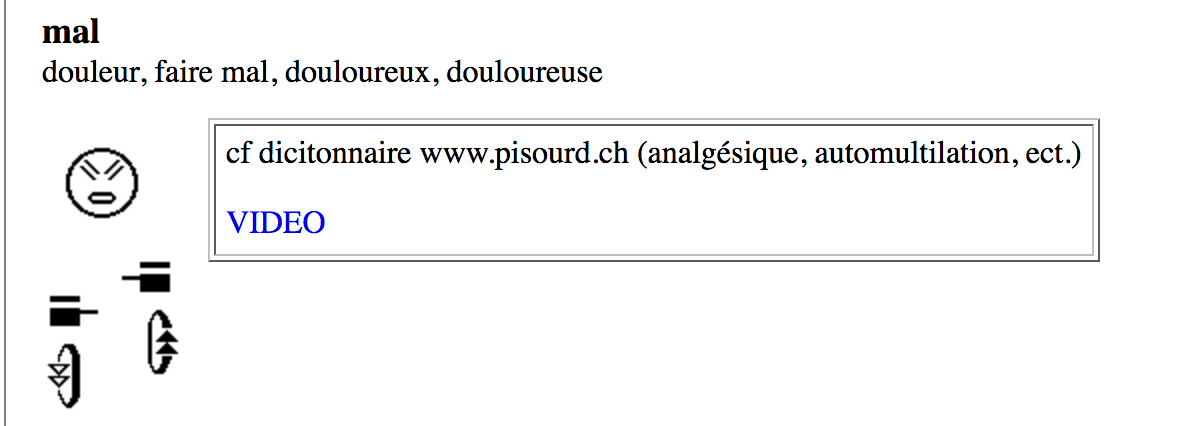 mal
douleur, faire mal, douloureux, douloureuse
cf dicitonnaire www.pisourd.ch (analgésique, automultilation, ect.)
VIDEO